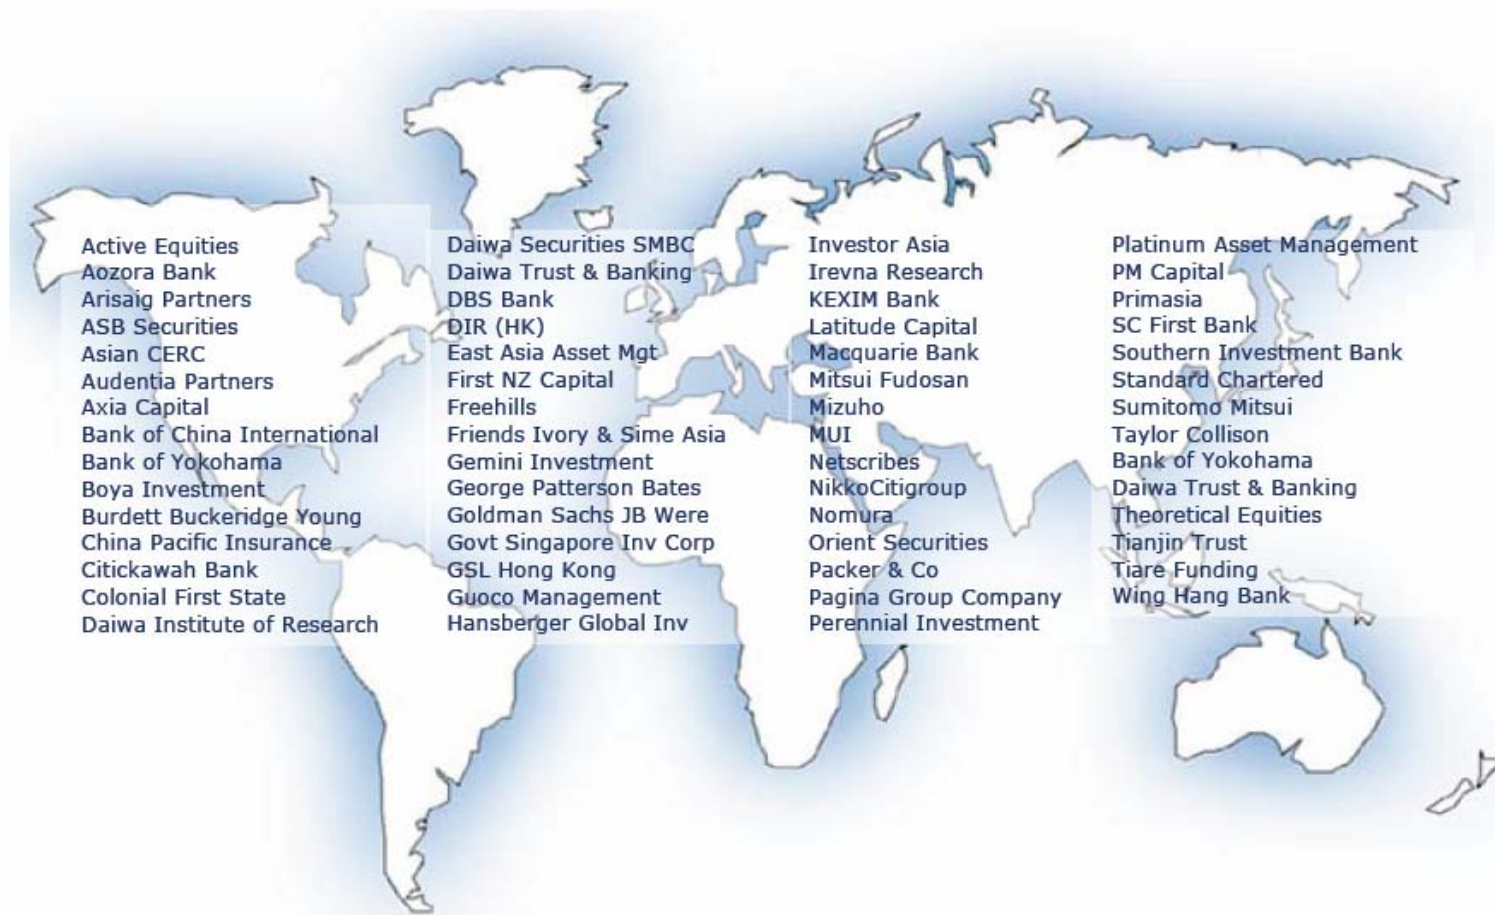 Active Equities
Aozora Bank
Arisaig Partners
ASB Securities
Asian CERC
Audentia Partners
Axia Capital
Bank of China International
Bank of Yokohama
Boya Investment
Burdett Buckeridge Young
China Pacific Insurance
Citickawah Bank
Colonial First State
Daiwa Institute of Research
Daiwa Securities SMBC
Daiwa Trust & Banking
DBS Bank
DIR (HK)
East Asia Asset Mgt
First NZ Capital
Freehills
Friends Ivory & Sime Asia
Gemini Investment
George Patterson Bates
Goldman Sachs JB Were
Govt Singapore Inv Corp
GSL Hong Kong
Guoco Management
Hansberger Global Inv
Investor Asia
Irevna Research
KEXIM Bank
Latitude Capital
Macquarie Bank
Mitsui Fudosan
Mizuho
MUI
Netscribes
NikkoCitigroup
Nomura
Orient Securities
Packer & Co
Pagina Group Company
Perennial Investment
Platinum Asset Management
PM Capital
Primasia
SC First Bank
Southern Investment Bank
Standard Chartered
Sumitomo Mitsui
Taylor Collison
Bank of Yokohama
Daiwa Trust & Banking
Theoretical Equities
Tianjin Trust
Tiare Funding
Wing Hang Bank